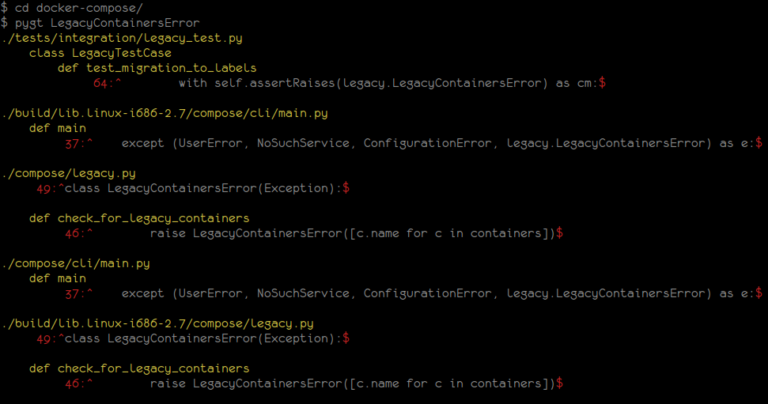 $ cd docker-compose/
$ pygt LegacyContainersError
./tests/integration/legacy_test.py
class LegacyTestCase
def test_migration_to_labels
64:^        with self.assertRaises(legacy.LegacyContainersError) as cm:$
./build/lib.linux-i686-2.7/compose/cli/main.py
def main
37:^    except (UserError, NoSuchService, ConfigurationError, legacy.LegacyContainersError) as e:$
./compose/legacy.py
49:^class LegacyContainersError(Exception):$
def check_for_legacy_containers
46:^        raise LegacyContainersError([c.name for c in containers])$
./compose/cli/main.py
def main
37:^    except (UserError, NoSuchService, ConfigurationError, legacy.LegacyContainersError) as e:$
./build/lib.linux-i686-2.7/compose/legacy.py
49:^class LegacyContainersError(Exception):$
def check_for_legacy_containers
46:^        raise LegacyContainersError([c.name for c in containers])$